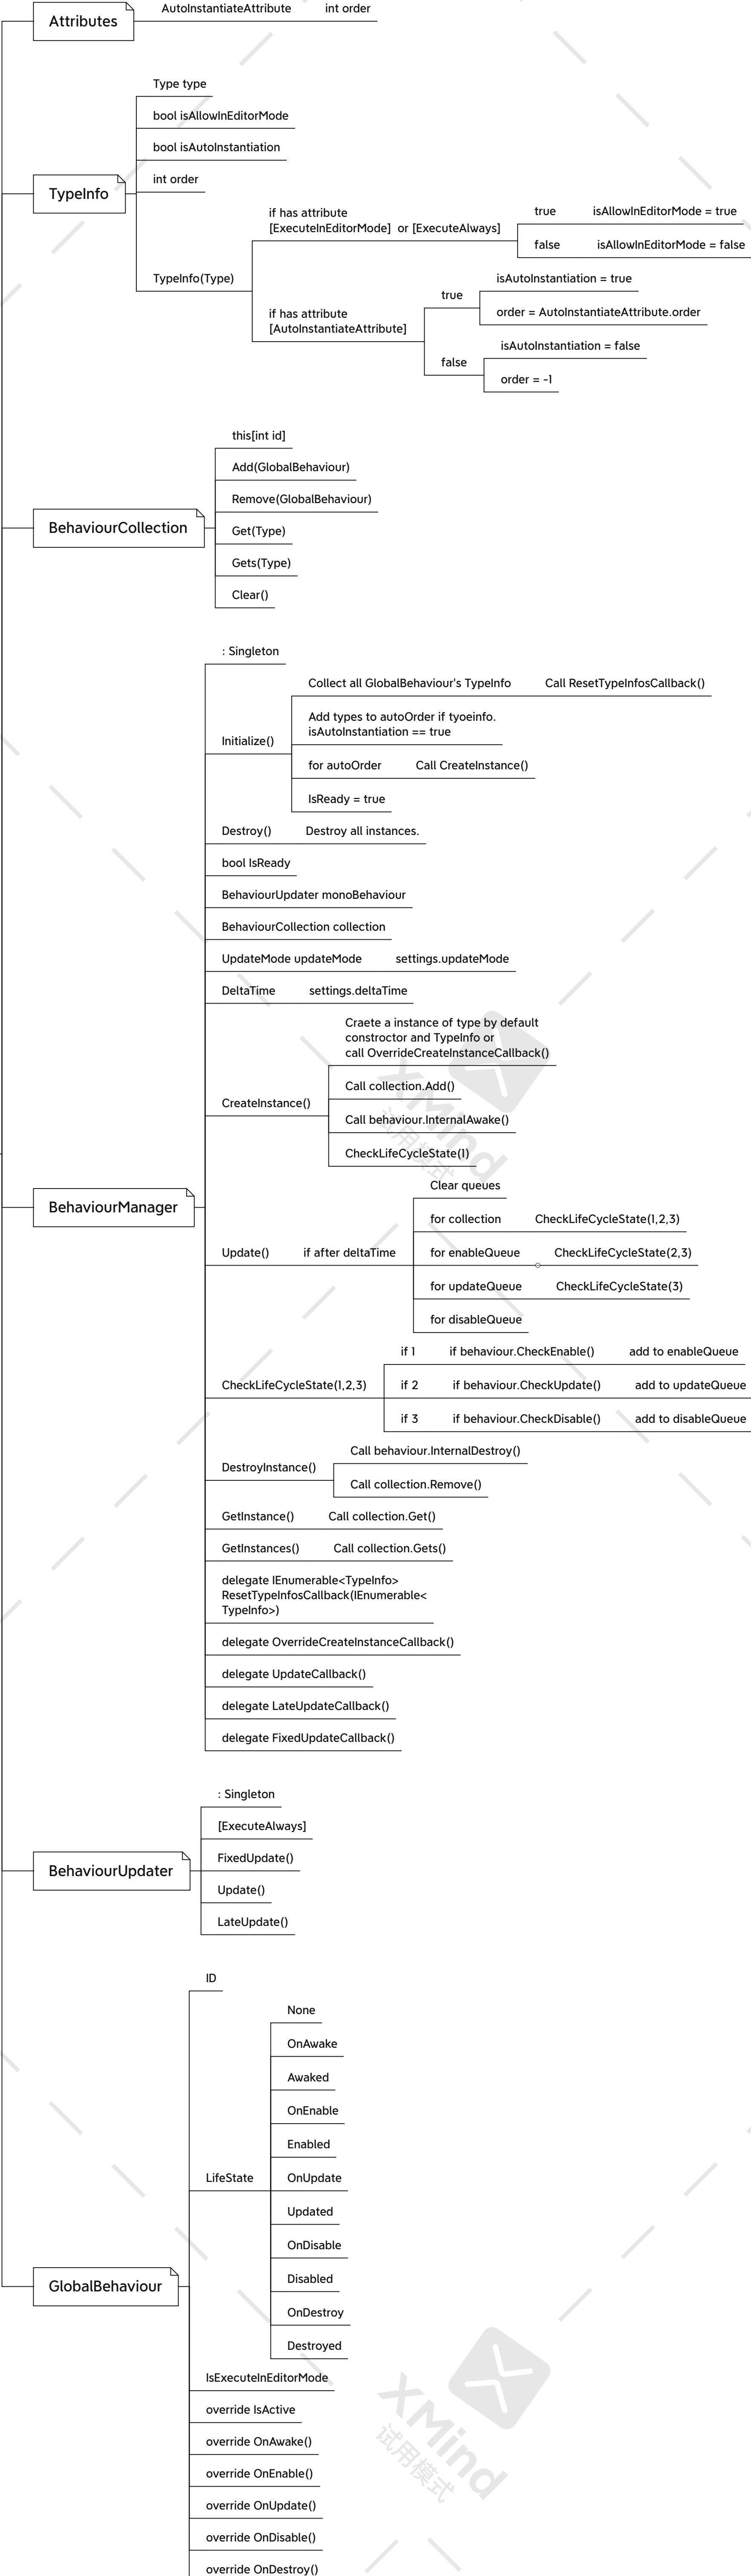 Attributes
AutoInstantiateAttribute
int order
TypeInfo
Type type
bool isAllowInEditorMode
bool isAutoInstantiation
int order
TypeInfo(Type)
if has attribute
[ExecuteInEditorMode] or [ExecuteAlways]
true
isAllowInEditorMode = true
false
isAllowInEditorMode = false
if has attribute
[AutoInstantiateAttribute]
true
isAutoInstantiation = true
order = AutoInstantiateAttribute.order
false
isAutoInstantiation = false
order = -1
BehaviourCollection
this[int id]
Add(GlobalBehaviour)
Remove(GlobalBehaviour)
Get(Type)
Gets(Type)
Clear()
BehaviourManager
: Singleton
Initialize()
Collect all GlobalBehaviour's TypeInfo
Call ResetTypeInfosCallback()
Add types to autoOrder if tyoeinfo.
isAutoInstantiation == true
for autoOrder
Call CreateInstance()
IsReady = true
Destroy()
Destroy all instances.
bool IsReady
BehaviourUpdater monoBehaviour
BehaviourCollection collection
UpdateMode updateMode
settings.updateMode
DeltaTime
settings.deltaTime
CreateInstance()
Craete a instance of type by default
constroctor and TypeInfo or
call OverrideCreateInstanceCallback()
Call collection.Add()
Call behaviour.InternalAwake()
CheckLifeCycleState(1)
Update()
if after deltaTime
Clear queues
for collection
CheckLifeCycleState(1,2,3)
for enableQueue
CheckLifeCycleState(2,3)
for updateQueue
CheckLifeCycleState(3)
for disableQueue
CheckLifeCycleState(1,2,3)
if 1
if behaviour.CheckEnable()
add to enableQueue
if 2
if behaviour.CheckUpdate()
add to updateQueue
if 3
if behaviour.CheckDisable()
add to disableQueue
DestroyInstance()
Call behaviour.InternalDestroy()
Call collection.Remove()
GetInstance()
Call collection.Get()
GetInstances()
Call collection.Gets()
delegate IEnumerable<TypeInfo>
ResetTypeInfosCallback(IEnumerable<
TypeInfo>)
delegate OverrideCreateInstanceCallback()
delegate UpdateCallback()
delegate LateUpdateCallback()
delegate FixedUpdateCallback()
BehaviourUpdater
: Singleton
[ExecuteAlways]
FixedUpdate()
Update()
LateUpdate()
GlobalBehaviour
ID
LifeState
None
OnAwake
Awaked
OnEnable
Enabled
OnUpdate
Updated
OnDisable
Disabled
OnDestroy
Destroyed
IsExecuteInEditorMode
override IsActive
override OnAwake()
override OnEnable()
override OnUpdate()
override OnDisable()
override OnDestroy()
XMind
试用模式
XMind
试用模式